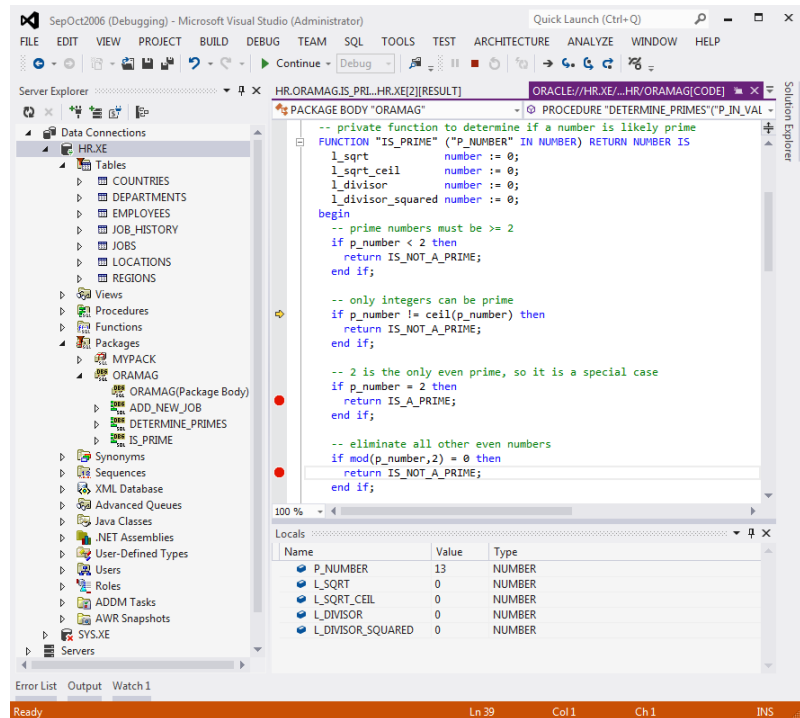 SepOct2006 (Debugging) - Microsoft Visual Studio (Administrator)
Quick Launch (Ctrl+Q)
FILE EDIT VIEW PROJECT BUILD DEBUG TEAM SQL TOOLS TEST ARCHITECTURE ANALYZE WINDOW HELP
Continue Debug
Server Explorer
Data Connections
HR.XE
Tables
COUNTRIES
DEPARTMENTS
EMPLOYEES
JOB_HISTORY
JOBS
LOCATIONS
REGIONS
Views
Procedures
Functions
Packages
MYPACK
ORAMAG
ORAMAG(Package Body)
ADD_NEW_JOB
DETERMINE_PRIMES
IS_PRIME
Synonyms
Sequences
XML Database
Advanced Queues
Java Classes
.NET Assemblies
User-Defined Types
Users
Roles
ADDM Tasks
AWR Snapshots
SYS.XE
Servers
HR.ORAMAG.IS_PRI...HR.XE[2][RESULT]
ORACLE://HR.XE/...HR/ORAMAG[CODE]
PACKAGE BODY "ORAMAG"
PROCEDURE "DETERMINE_PRIMES"("P_IN_VAL
-- private function to determine if a number is likely prime
FUNCTION "IS_PRIME" ("P_NUMBER" IN NUMBER) RETURN NUMBER IS
l_sqrt number := 0;
l_sqrt_ceil number := 0;
l_divisor number := 0;
l_divisor_squared number := 0;
begin
-- prime numbers must be >= 2
if p_number < 2 then
return IS_NOT_A_PRIME;
end if;
-- only integers can be prime
if p_number != ceil(p_number) then
return IS_NOT_A_PRIME;
end if;
-- 2 is the only even prime, so it is a special case
if p_number = 2 then
return IS_A_PRIME;
end if;
-- eliminate all other even numbers
if mod(p_number,2) = 0 then
return IS_NOT_A_PRIME;
end if;
100 %
Solution Explorer
Locals
Name Value Type
P_NUMBER 13 NUMBER
L_SQRT 0 NUMBER
L_SQRT_CEIL 0 NUMBER
L_DIVISOR 0 NUMBER
L_DIVISOR_SQUARED 0 NUMBER
Error List Output Watch 1
Ready Ln 39 Col 1 Ch 1 INS